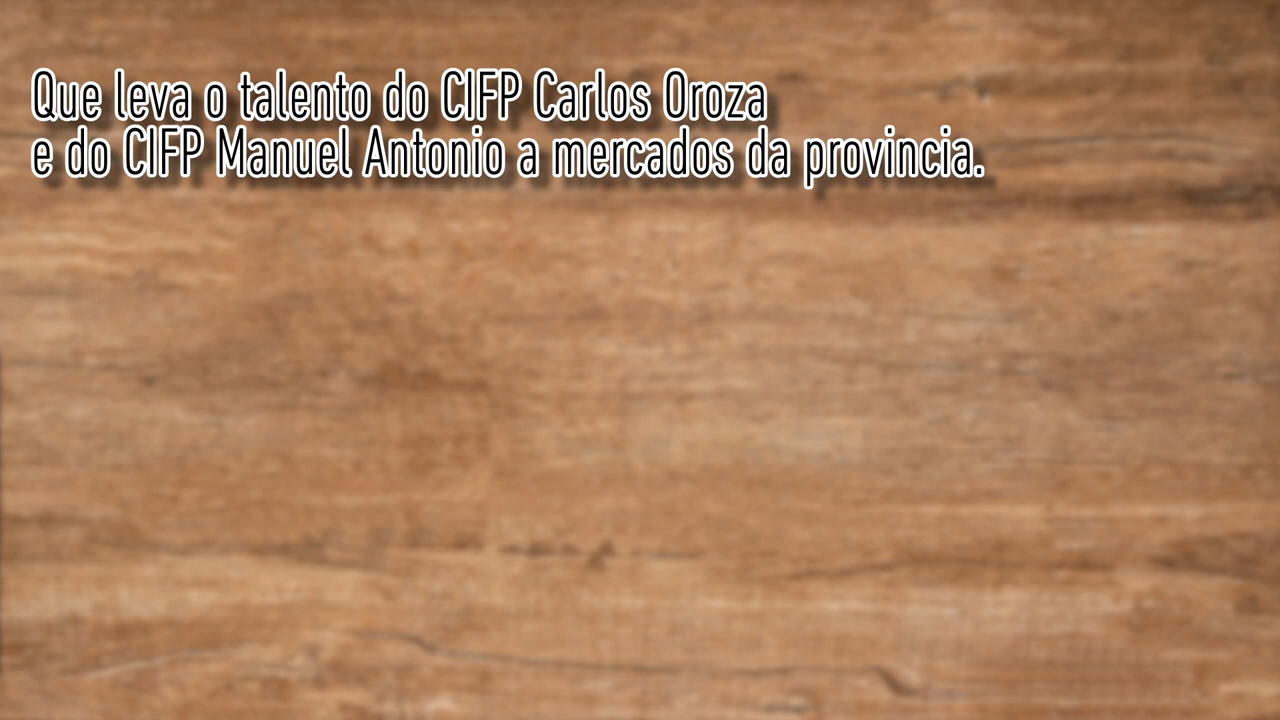 Que leva o talento do CIFP Carlos Oroza
e do CIFP Manuel Antonio a mercados da provincia.